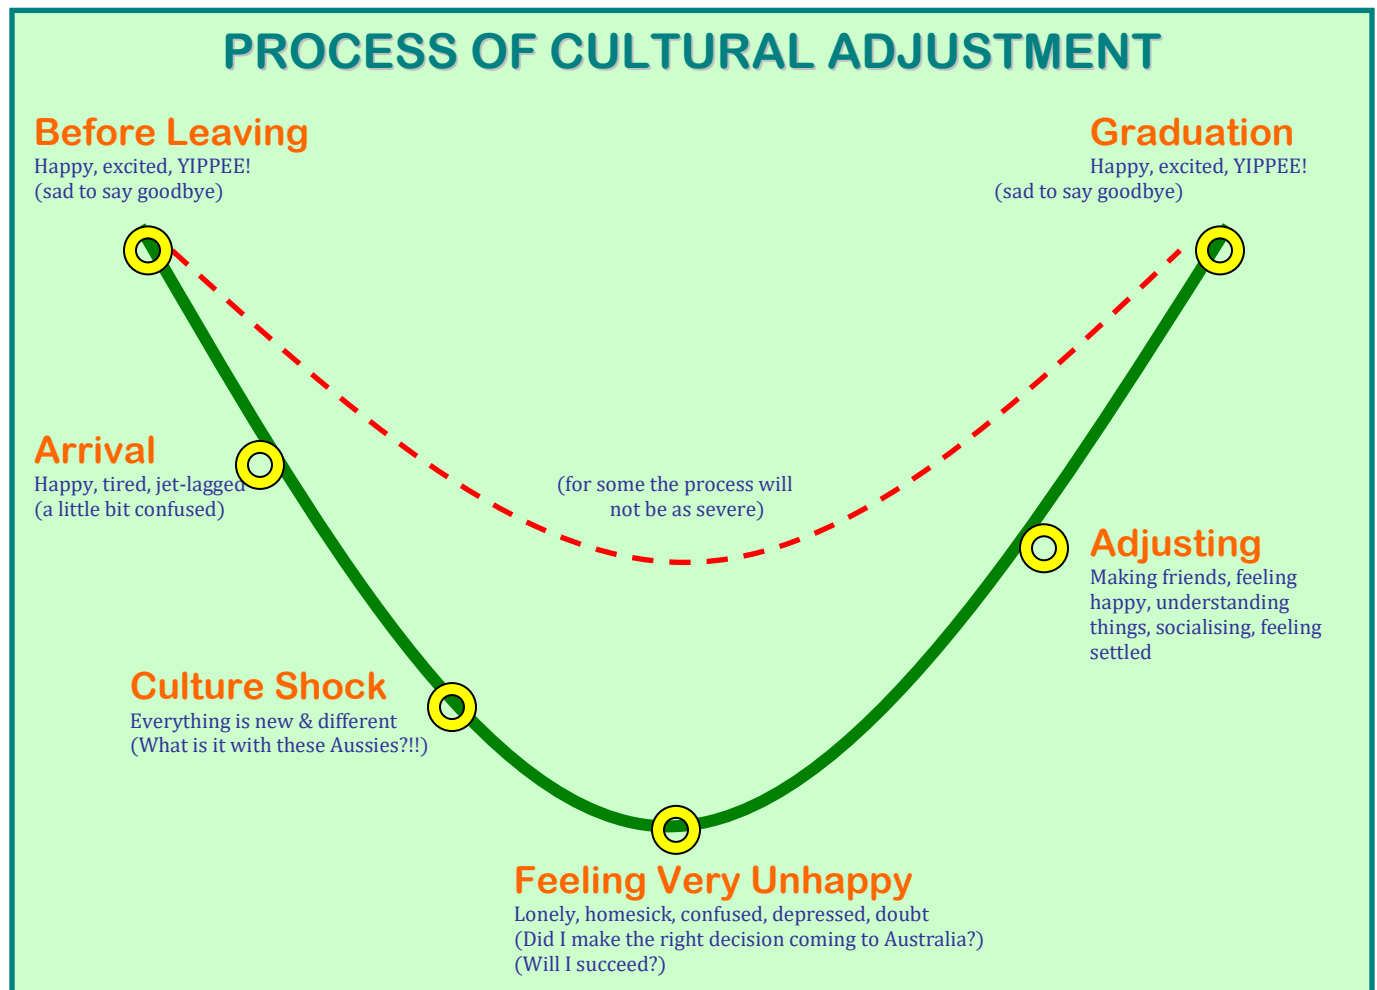 PROCESS OF CULTURAL ADJUSTMENT
Before Leaving
Happy, excited, YIPPEE!
(sad to say goodbye)
Graduation
Happy, excited, YIPPEE!
(sad to say goodbye)
Arrival
Happy, tired, jet-lagged
(a little bit confused)
(for some the process will
not be as severe)
Adjusting
Making friends, feeling
happy, understanding
things, socialising, feeling
settled
Culture Shock
Everything is new & different
(What is it with these Aussies?!!)
Feeling Very Unhappy
Lonely, homesick, confused, depressed, doubt
(Did I make the right decision coming to Australia?)
(Will I succeed?)